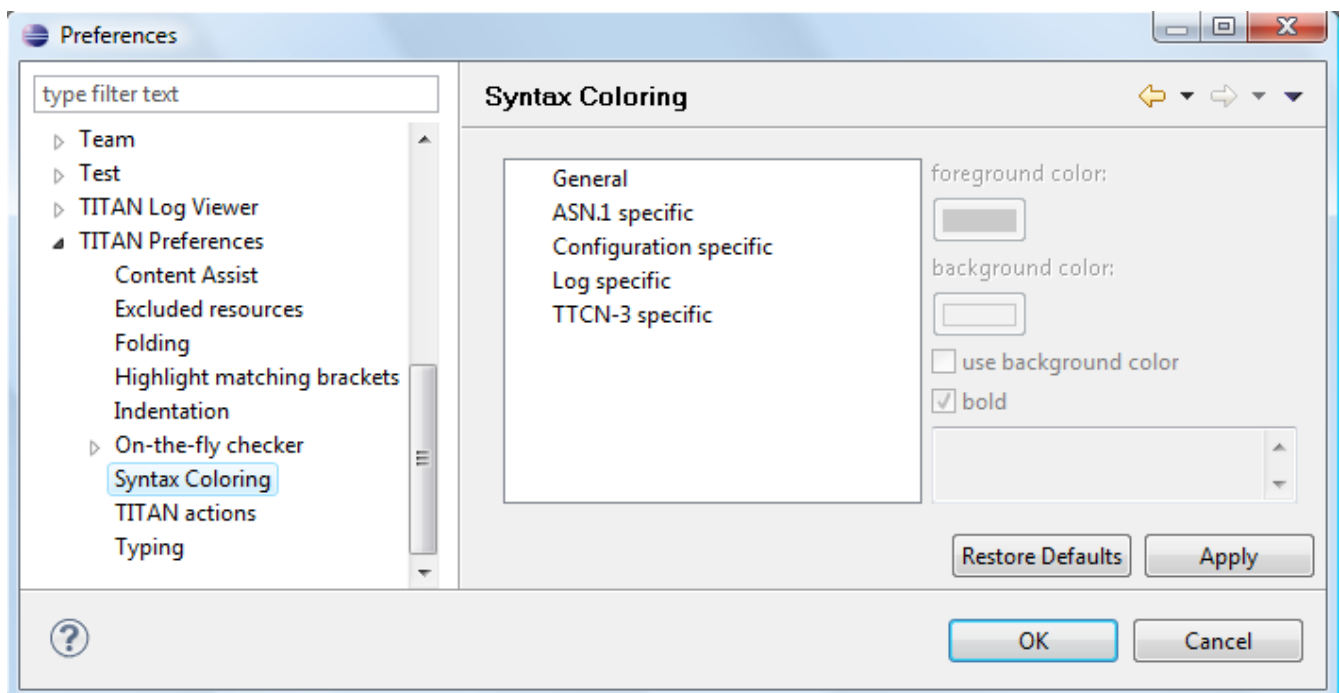 Preferences
type filter text
Team
Test
TITAN Log Viewer
TITAN Preferences
Content Assist
Excluded resources
Folding
Highlight matching brackets
Indentation
On-the-fly checker
Syntax Coloring
TITAN actions
Typing
Syntax Coloring
General
ASN.1 specific
Configuration specific
Log specific
TTCN-3 specific
foreground color:
background color:
use background color
bold
Restore Defaults
Apply
?
OK
Cancel